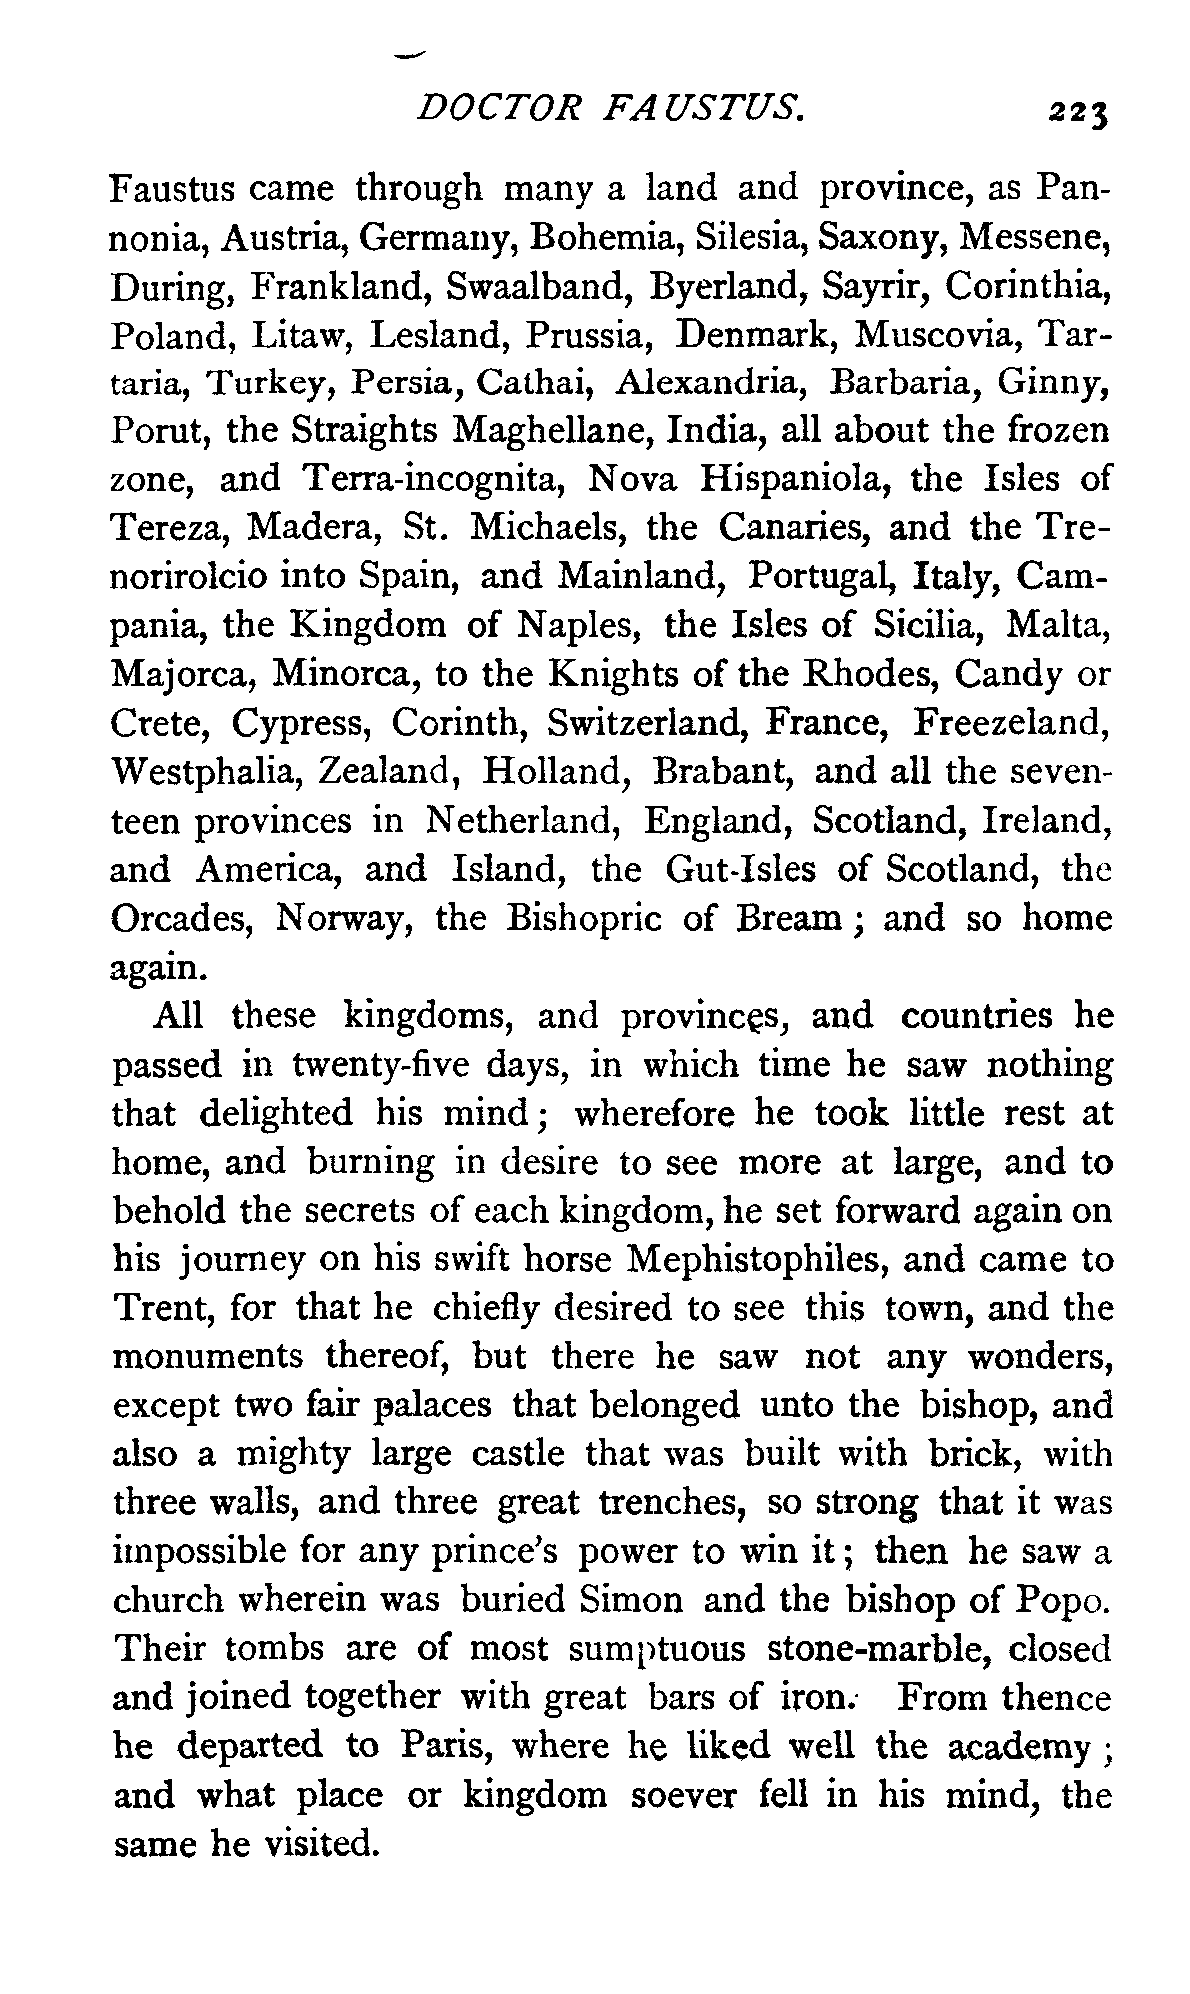 DOCTOR FAUSTUS. 223
Faustus came through many a land and province, as Pan-
nonia, Austria, Germany, Bohemia, Silesia, Saxony, Messene,
During, Frankland, Swaalband, Byerland, Sayrir, Corinthia,
Poland, Litaw, Lesland, Prussia, Denmark, Muscovia, Tar-
taria, Turkey, Persia, Cathai, Alexandria, Barbaria, Ginny,
Porut, the Straights Maghellane, India, all about the frozen
zone, and Terra-incognita, Nova Hispaniola, the Isles of
Tereza, Madera, St. Michaels, the Canaries, and the Tre-
norirolcio into Spain, and Mainland, Portugal, Italy, Cam-
pania, the Kingdom of Naples, the Isles of Sicilia, Malta,
Majorca, Minorca, to the Knights of the Rhodes, Candy or
Crete, Cypress, Corinth, Switzerland, France, Freezeland,
Westphalia, Zealand, Holland, Brabant, and all the seven-
teen provinces in Netherland, England, Scotland, Ireland,
and America, and Island, the Gut-Isles of Scotland, the
Orcades, Norway, the Bishopric of Bream ; and so home
again.
All these kingdoms, and provinces, and countries he
passed in twenty-five days, in which time he saw nothing
that delighted his mind ; wherefore he took little rest at
home, and burning in desire to see more at large, and to
behold the secrets of each kingdom, he set forward again on
his journey on his swift horse Mephistophiles, and came to
Trent, for that he chiefly desired to see this town, and the
monuments thereof, but there he saw not any wonders,
except two fair palaces that belonged unto the bishop, and
also a mighty large castle that was built with brick, with
three walls, and three great trenches, so strong that it was
impossible for any prince's power to win it ; then he saw a
church wherein was buried Simon and the bishop of Popo.
Their tombs are of most sumptuous stone-marble, closed
and joined together with great bars of iron. From thence
he departed to Paris, where he liked well the academy ;
and what place or kingdom soever fell in his mind, the
same he visited.